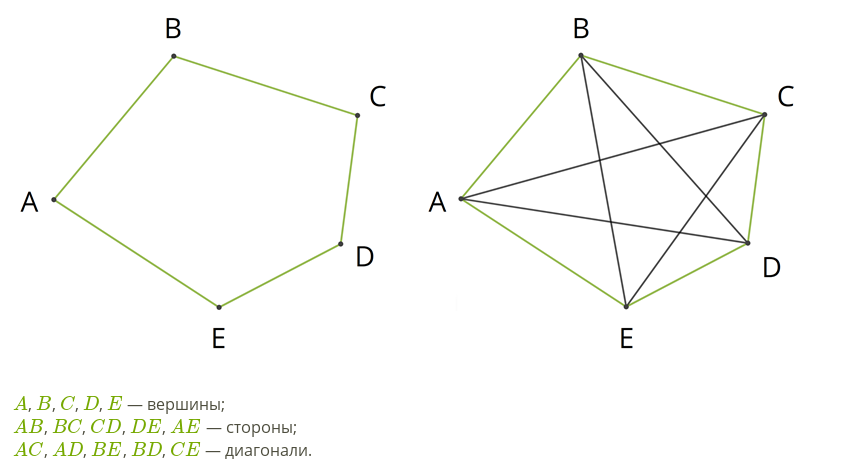 B
B
C
C
A
A
D
D
E
E
A, B, C, D, E — вершины;
AB, BC, CD, DE, AE — стороны;
AC, AD, BE, BD, CE — диагонали.